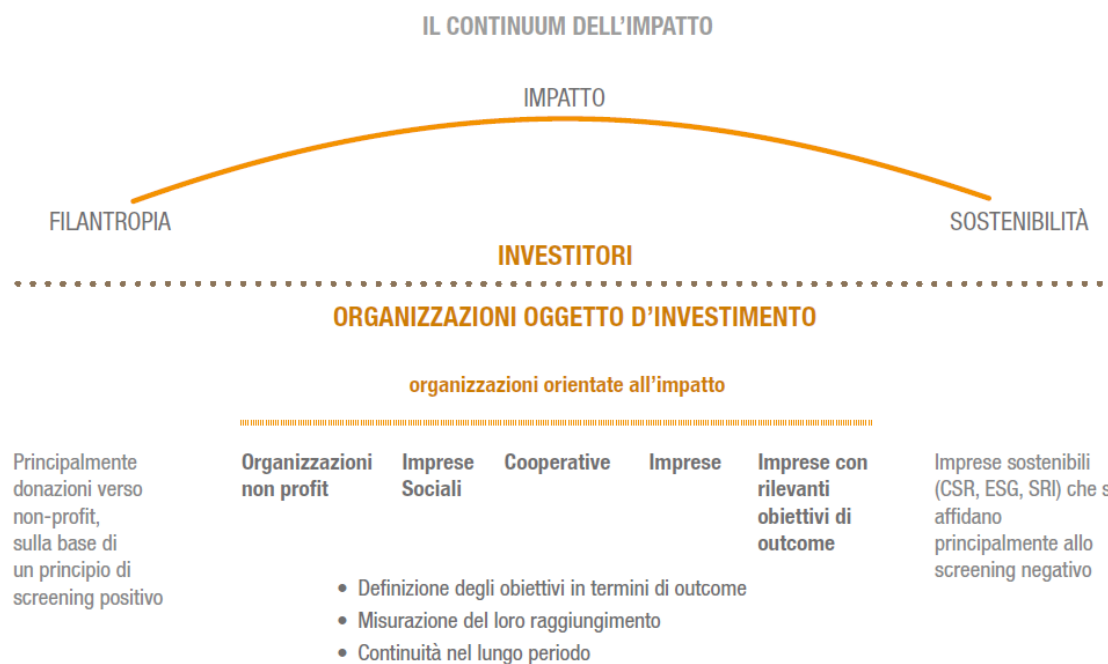 IL CONTINUUM DELL'IMPATTO
IMPATTO
FILANTROPIA
SOSTENIBILITÀ
INVESTITORI
ORGANIZZAZIONI OGGETTO D'INVESTIMENTO
organizzazioni orientate all'impatto
Principalmente
donazioni verso
non-profit,
sulla base di
un principio di
screening positivo
Organizzazioni
non profit
Imprese
Sociali
Cooperative
Imprese
Imprese con
rilevanti
obiettivi di
outcome
Imprese sostenibili
(CSR, ESG, SRI) che s
affidano
principalmente allo
screening negativo
• Definizione degli obiettivi in termini di outcome
• Misurazione del loro raggiungimento
• Continuità nel lungo periodo